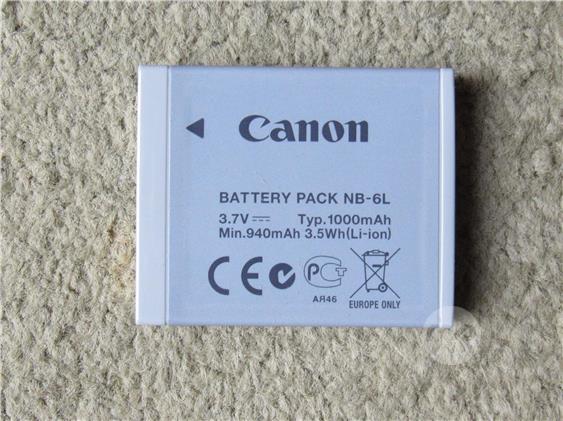 Canon
BATTERY PACK NB-6L
3.7V Typ.1000mAh
Min.940mAh 3.5Wh(Li-ion)
CE PCT
АЯ46
EUROPE ONLY